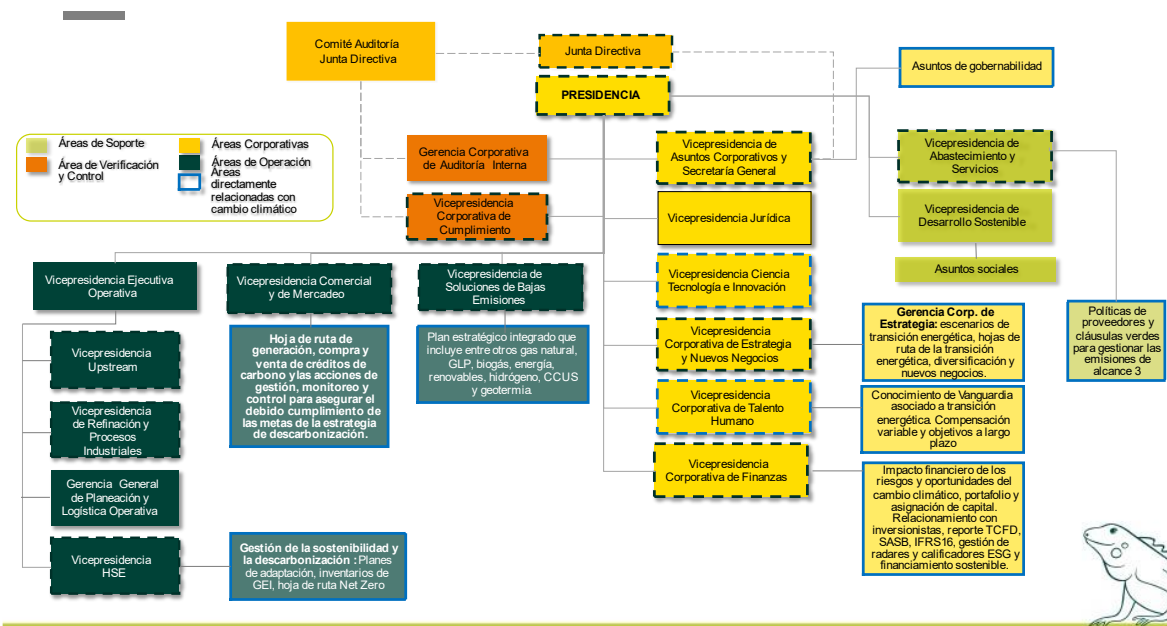 Comité Auditoría
Junta Directiva
Junta Directiva
PRESIDENCIA
Asuntos de gobernabilidad
Áreas de Soporte
Área de Verificación
y Control
Áreas Corporativas
Áreas de Operación
Áreas
directamente
relacionadas con
cambio climático
Gerencia Corporativa
de Auditoría Interna
Vicepresidencia
Corporativa de
Cumplimiento
Vicepresidencia de
Asuntos Corporativos y
Secretaría General
Vicepresidencia Jurídica
Vicepresidencia Ciencia
Tecnología e Innovación
Vicepresidencia
Corporativa de Estrategia
y Nuevos Negocios
Vicepresidencia
Corporativa de Talento
Humano
Vicepresidencia
Corporativa de Finanzas
Vicepresidencia de
Abastecimiento y
Servicios
Vicepresidencia de
Desarrollo Sostenible
Asuntos sociales
Vicepresidencia Ejecutiva
Operativa
Vicepresidencia Comercial
y de Mercadeo
Vicepresidencia de
Soluciones de Bajas
Emisiones
Vicepresidencia
Upstream
Vicepresidencia
de Refinación y
Procesos
Industriales
Gerencia General
de Planeación y
Logística Operativa
Vicepresidencia
HSE
Hoja de ruta de
generación, compra y
venta de créditos de
carbono y las acciones de
gestión, monitoreo y
control para asegurar el
debido cumplimiento de
las metas de la estrategia
de descarbonización.
Plan estratégico integrado que
incluye entre otros gas natural,
GLP, biogás, energía,
renovables, hidrógeno, CCUS
y geotermia.
Gestión de la sostenibilidad y
la descarbonización : Planes
de adaptación, inventarios de
GEI, hoja de ruta Net Zero
Gerencia Corp. de
Estrategia: escenarios de
transición energética, hojas de
ruta de la transición
energética, diversificación y
nuevos negocios.
Conocimiento de Vanguardia
asociado a transición
energética. Compensación
variable y objetivos a largo
plazo
Impacto financiero de los
riesgos y oportunidades del
cambio climático, portafolio y
asignación de capital.
Relacionamiento con
inversionistas, reporte TCFD,
SASB, IFRS16, gestión de
radares y calificadores ESG y
financiamiento sostenible.
Políticas de
proveedores y
cláusulas verdes
para gestionar las
emisiones de
alcance 3